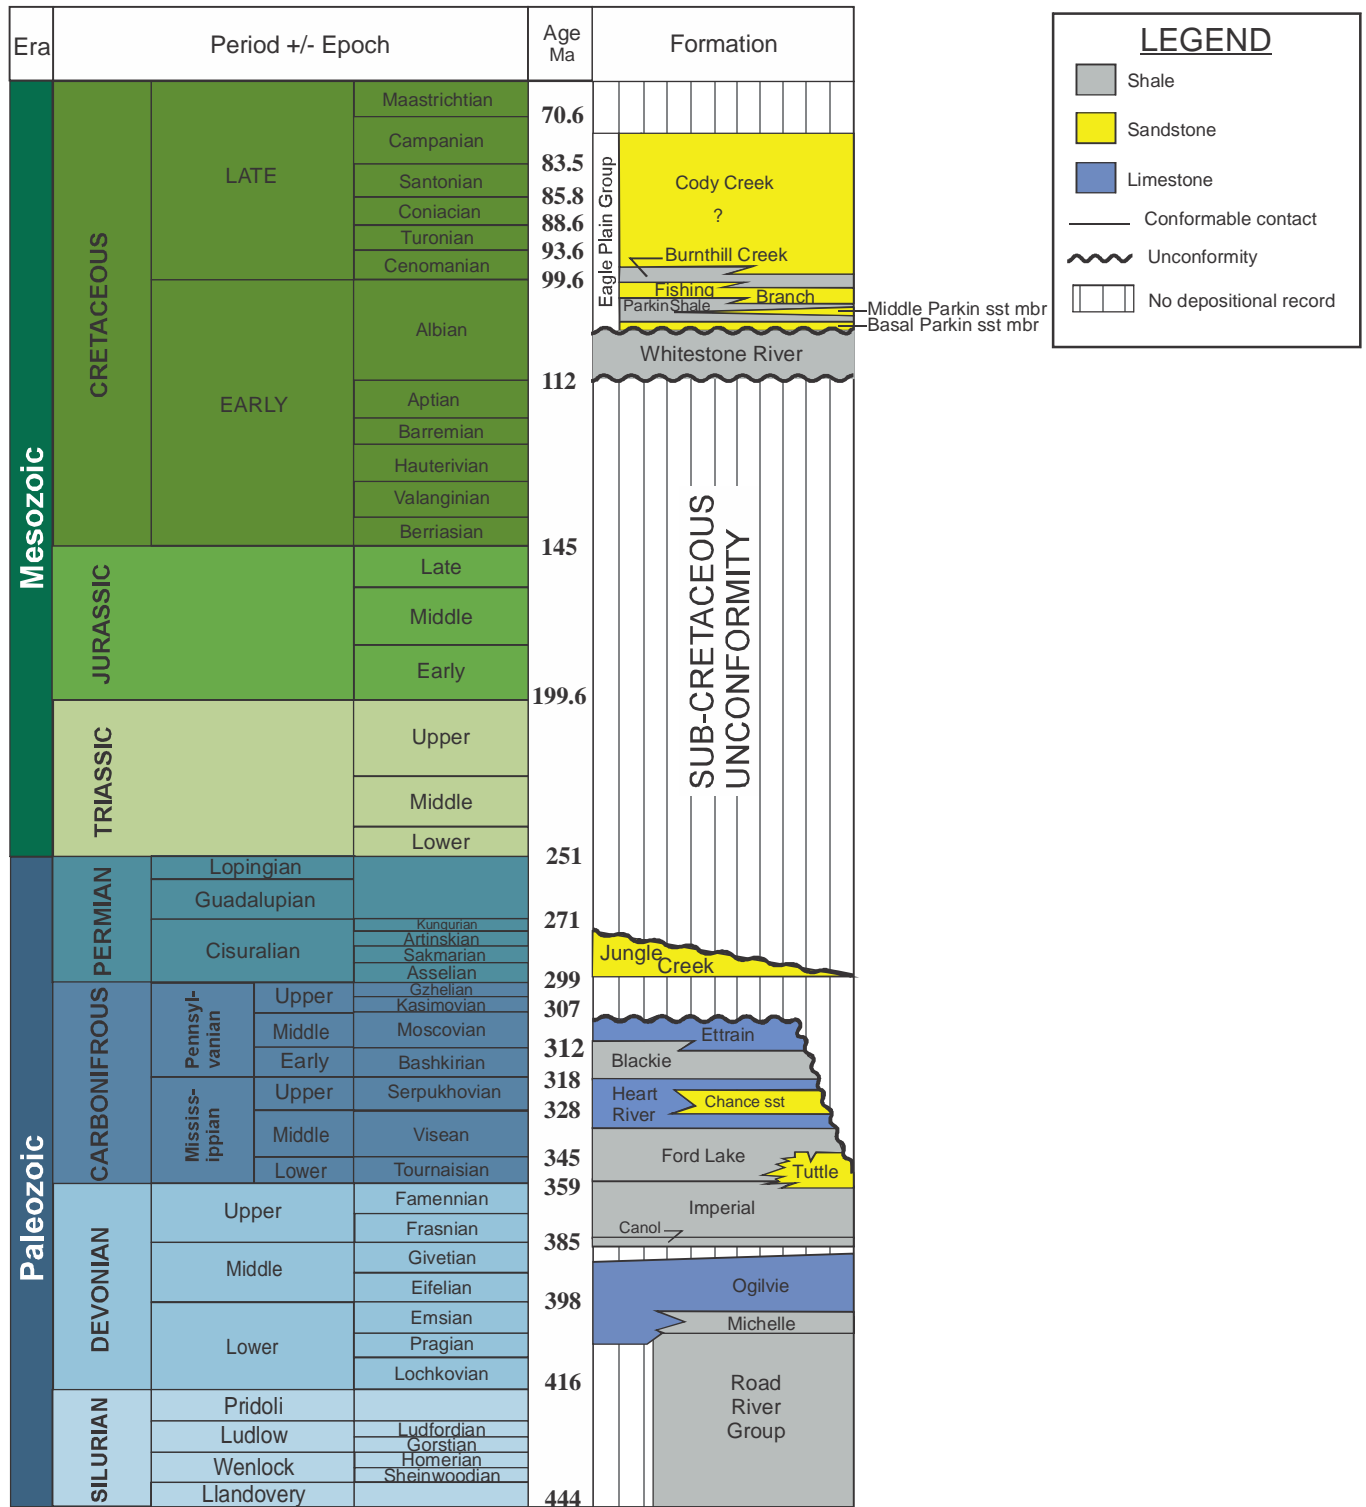 Era
Period +/- Epoch
Age
Ma
Formation
Mesozoic
CRETACEOUS
LATE
Maastrichtian
70.6
Campanian
83.5
Santonian
85.8
Coniacian
88.6
Turonian
93.6
Cenomanian
99.6
EARLY
Albian
112
Aptian
Barremian
Hauterivian
Valanginian
Berriasian
145
JURASSIC
Late
Middle
Early
199.6
TRIASSIC
Upper
Middle
Lower
251
Paleozoic
PERMIAN
Lopingian
Guadalupian
271
Cisuralian
Kungurian
Artinskian
Sakmarian
Asselian
299
CARBONIFROUS
Pennsyl-
vanian
Upper
Gzhelian
Kasimovian
307
Middle
Moscovian
312
Early
Bashkirian
318
Mississ-
ippian
Upper
Serpukhovian
328
Middle
Visean
345
Lower
Tournaisian
359
DEVONIAN
Upper
Famennian
Frasnian
385
Middle
Givetian
Eifelian
398
Lower
Emsian
Pragian
Lochkovian
416
SILURIAN
Pridoli
Ludlow
Ludfordian
Gorstian
Wenlock
Homerian
Sheinwoodian
Llandovery
444
Eagle Plain Group
Cody Creek
?
Burnthill Creek
Fishing
Branch
Parkin Shale
Middle Parkin sst mbr
Basal Parkin sst mbr
Whitestone River
SUB-CRETACEOUS
UNCONFORMITY
Jungle
Creek
Ettrain
Blackie
Heart
River
Chance sst
Ford Lake
Tuttle
Imperial
Canol
Ogilvie
Michelle
Road
River
Group
LEGEND
Shale
Sandstone
Limestone
Conformable contact
Unconformity
No depositional record